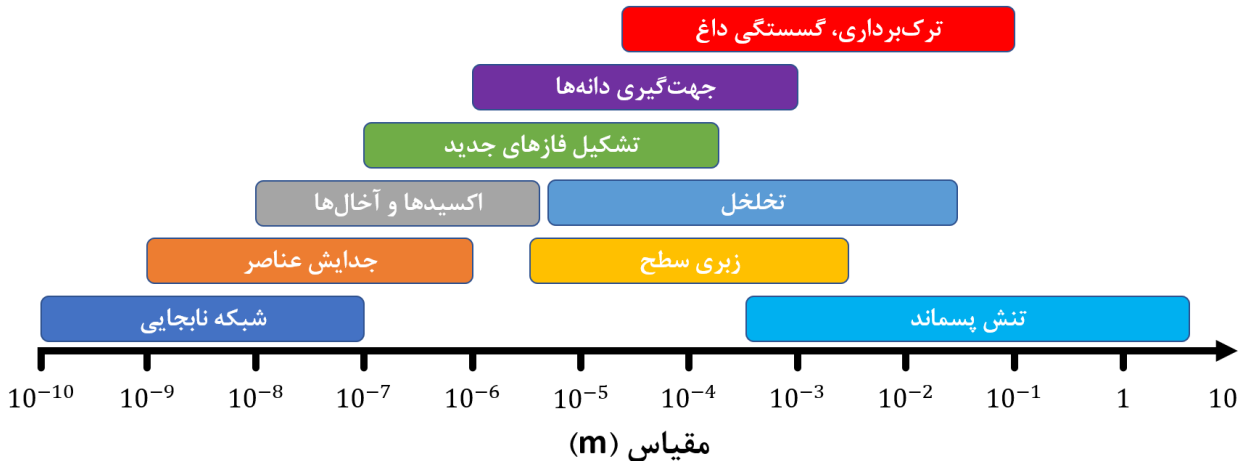 ترک‌برداری، گسستگی داغ
جهت‌گیری دانه‌ها
تشکیل فازهای جدید
اکسیدها و آخال‌ها
تخلخل
جدایش عناصر
زبری سطح
شبکه نابجایی
تنش پسماند
10⁻¹⁰ 10⁻⁹ 10⁻⁸ 10⁻⁷ 10⁻⁶ 10⁻⁵ 10⁻⁴ 10⁻³ 10⁻² 10⁻¹ 1 10
مقیاس (m)